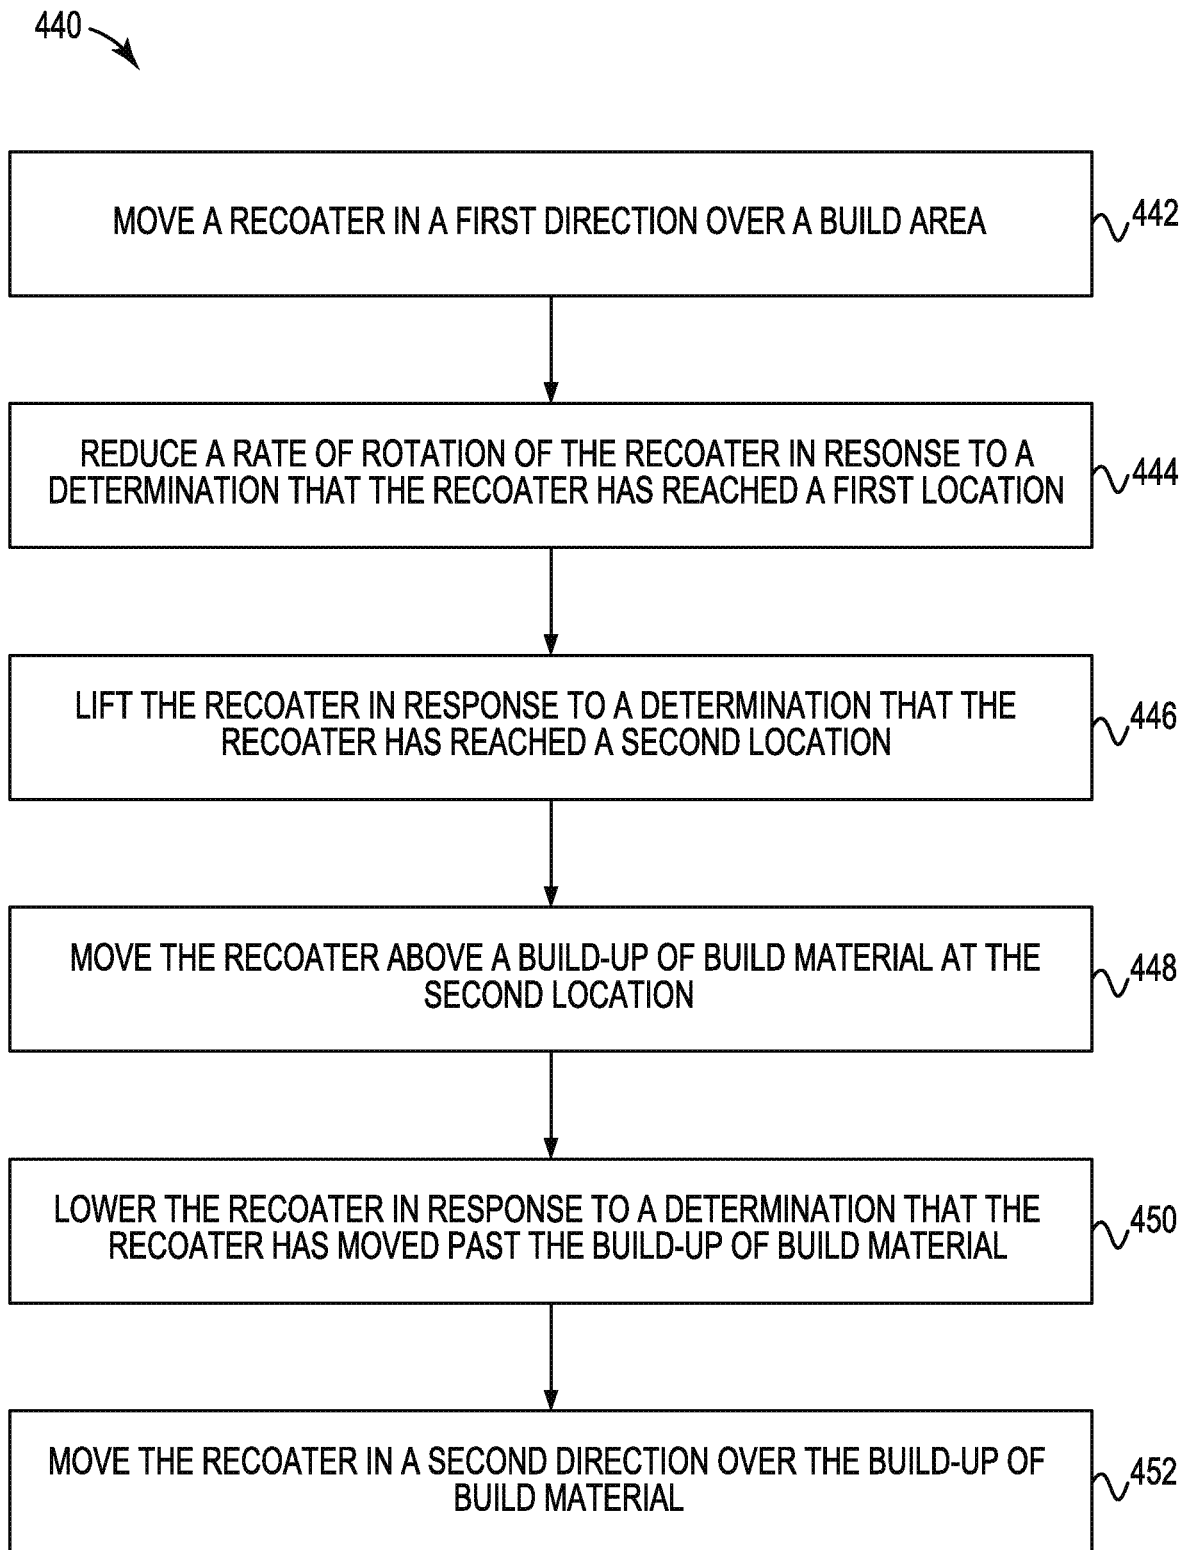 440
MOVE A RECOATER IN A FIRST DIRECTION OVER A BUILD AREA
442
REDUCE A RATE OF ROTATION OF THE RECOATER IN RESONSE TO A
DETERMINATION THAT THE RECOATER HAS REACHED A FIRST LOCATION
444
LIFT THE RECOATER IN RESPONSE TO A DETERMINATION THAT THE
RECOATER HAS REACHED A SECOND LOCATION
446
MOVE THE RECOATER ABOVE A BUILD-UP OF BUILD MATERIAL AT THE
SECOND LOCATION
448
LOWER THE RECOATER IN RESPONSE TO A DETERMINATION THAT THE
RECOATER HAS MOVED PAST THE BUILD-UP OF BUILD MATERIAL
450
MOVE THE RECOATER IN A SECOND DIRECTION OVER THE BUILD-UP OF
BUILD MATERIAL
452